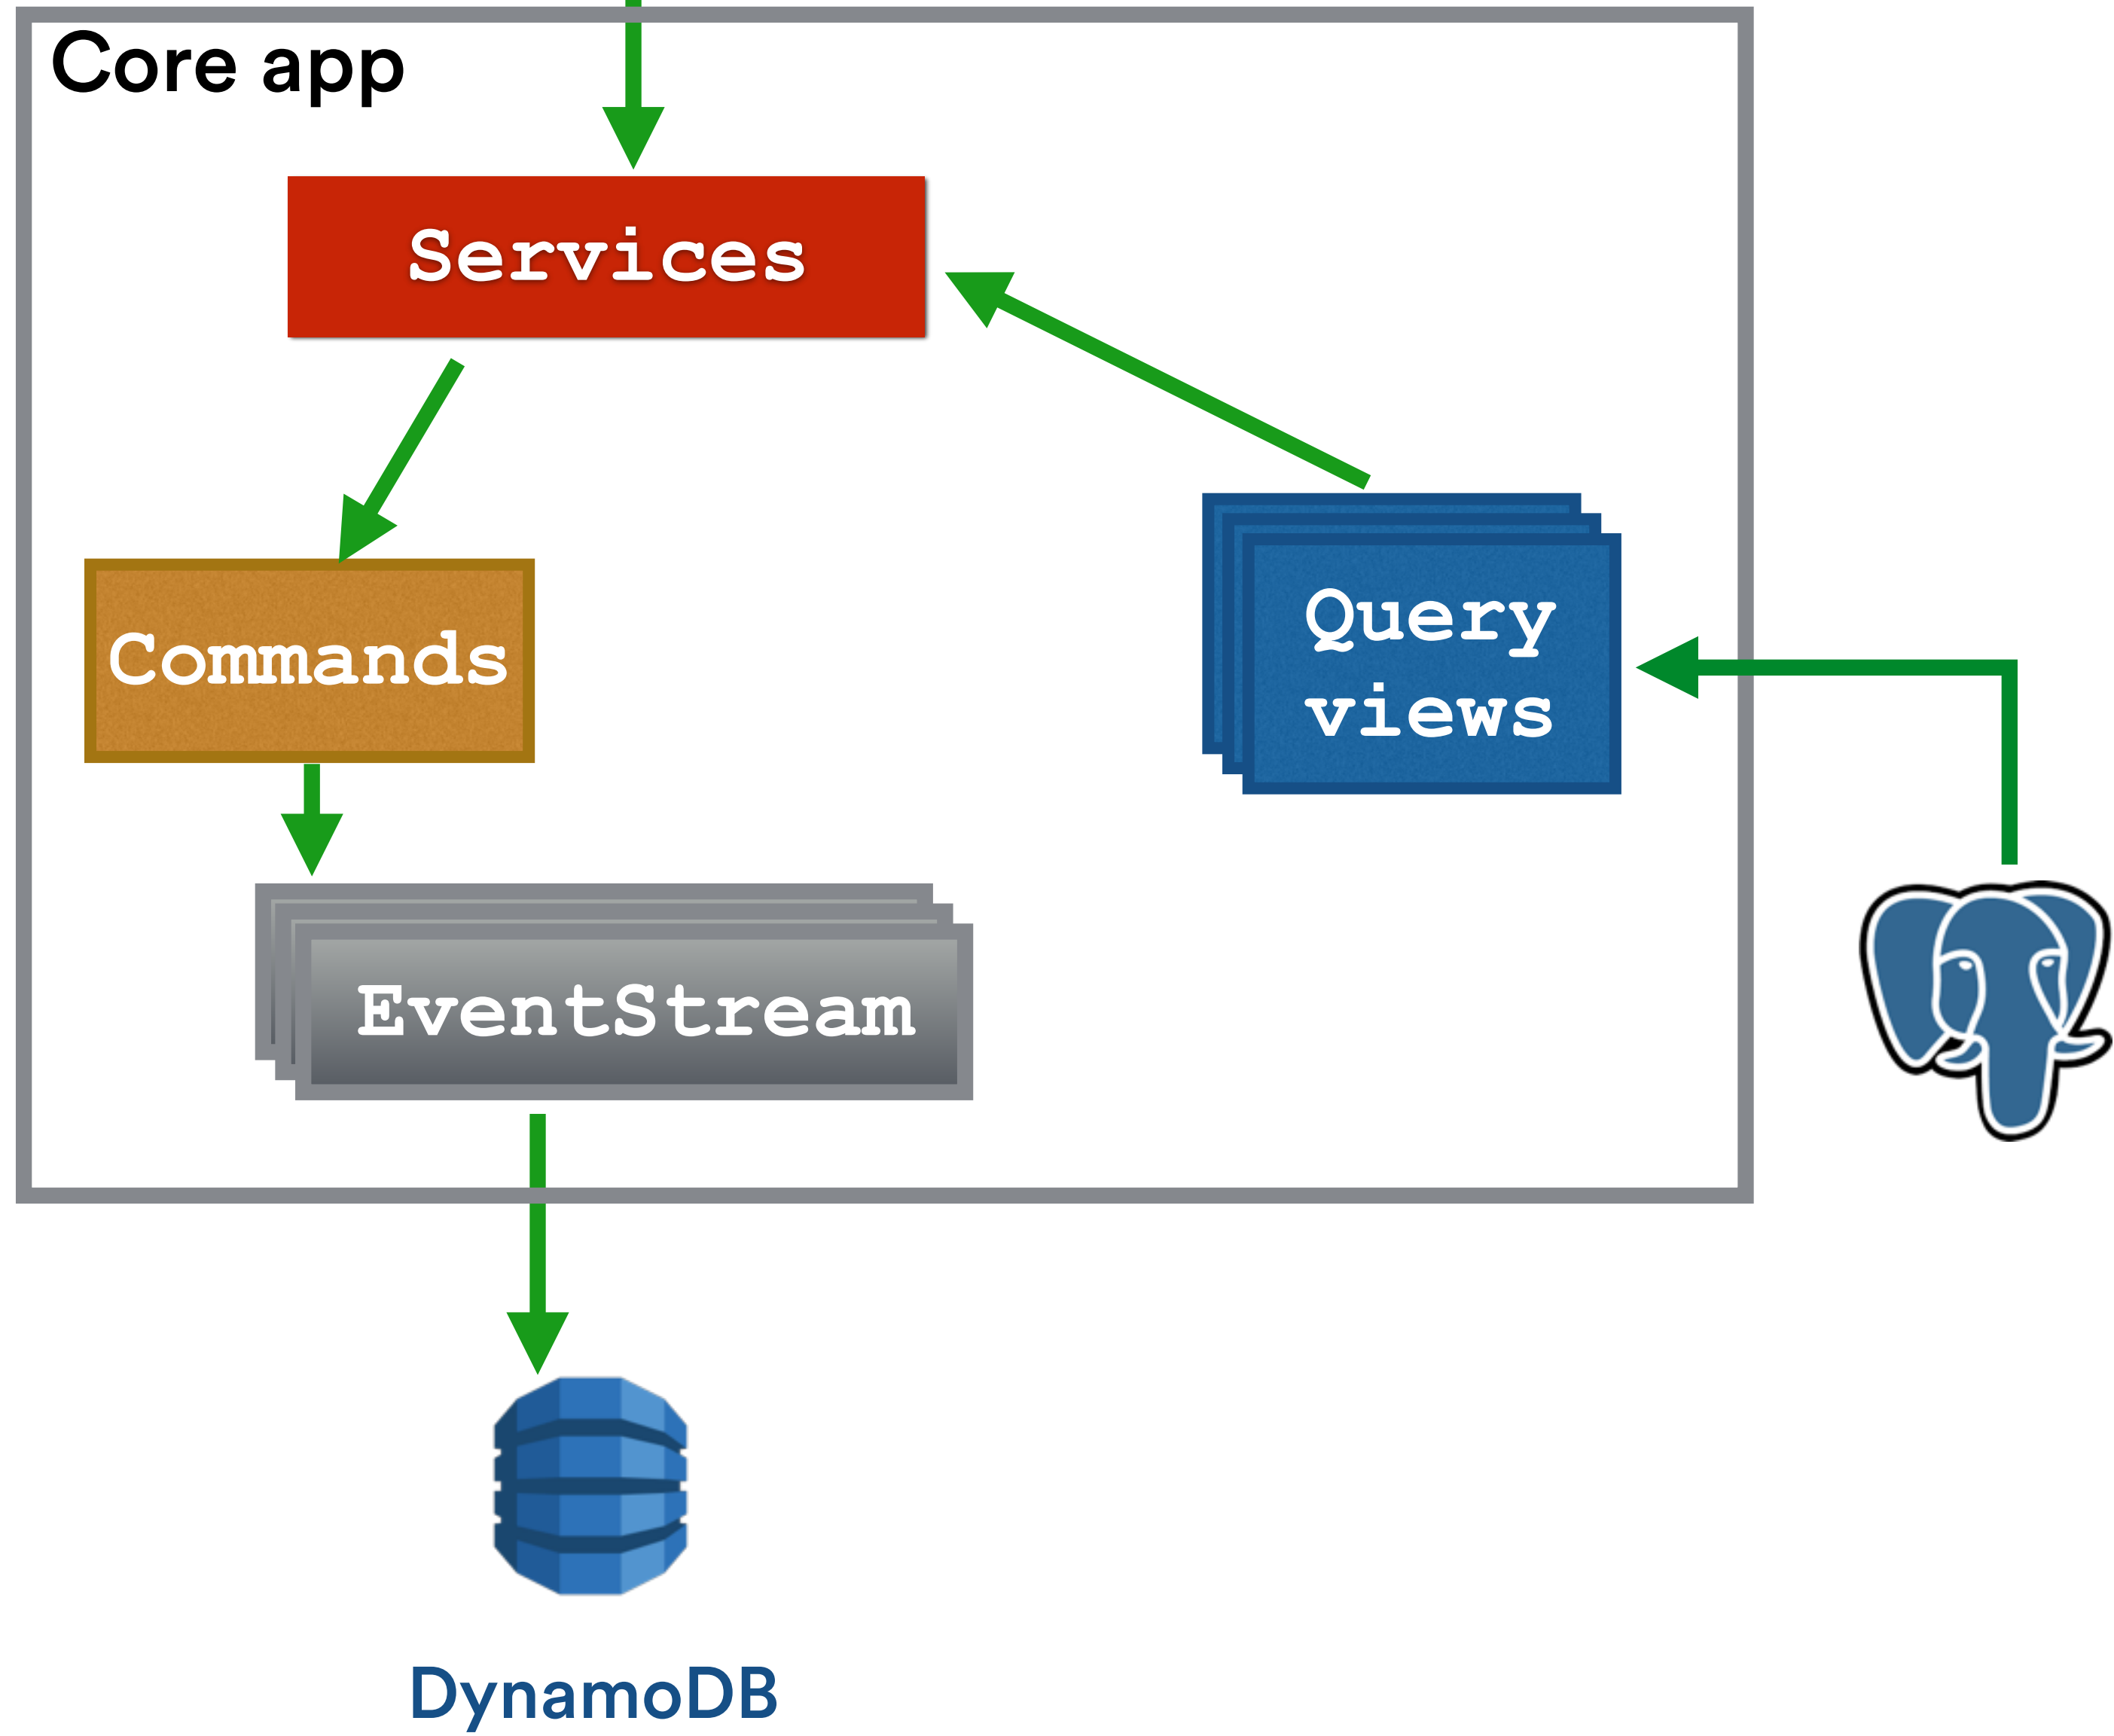 Core app
Services
Commands
Query
views
EventStream
DynamoDB